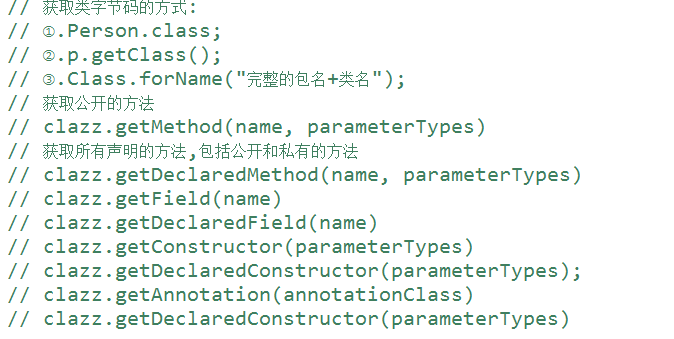 // 获取类字节码的方式:
// ①.Person.class;
// ②.p.getClass();
// ③.Class.forName("完整的包名+类名");
// 获取公开的方法
// clazz.getMethod(name, parameterTypes)
// 获取所有声明的方法,包括公开和私有的方法
// clazz.getDeclaredMethod(name, parameterTypes)
// clazz.getField(name)
// clazz.getDeclaredField(name)
// clazz.getConstructor(parameterTypes)
// clazz.getDeclaredConstructor(parameterTypes);
// clazz.getAnnotation(annotationClass)
// clazz.getDeclaredConstructor(parameterTypes)